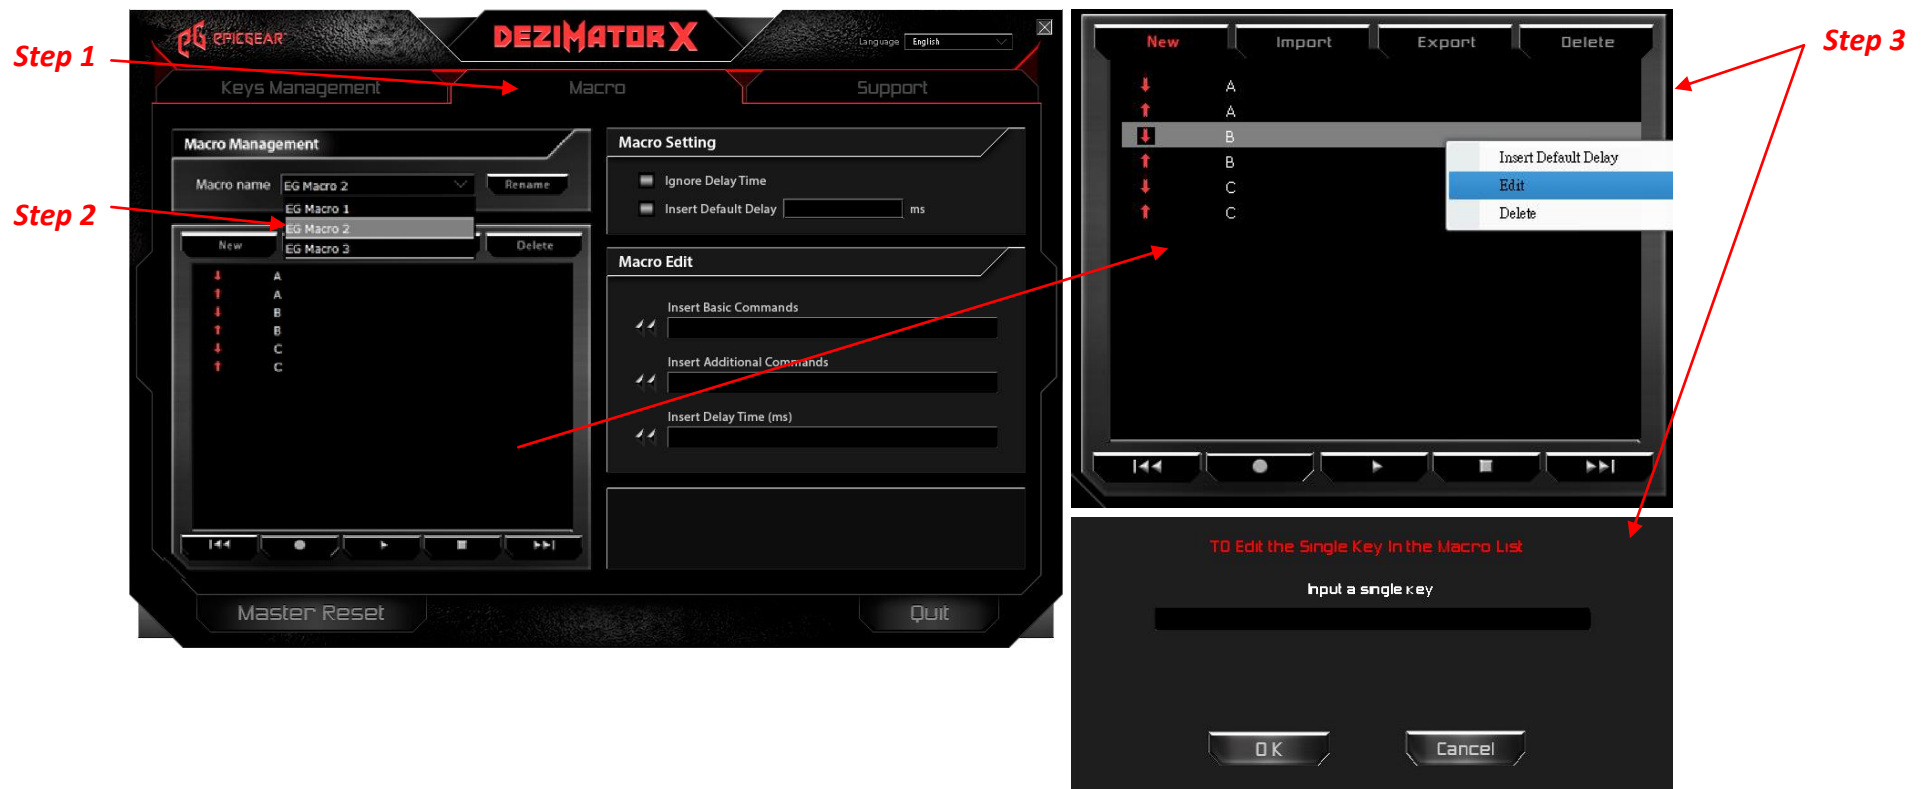 Step 1
EPICGEAR
DEZIMATOR X
Language English
Keys Management
Macro
Support
Macro Management
Macro name EG Macro 2 Rename
EG Macro 1
EG Macro 2
EG Macro 3
Step 2
New
Delete
A
A
B
B
C
C
Macro Setting
Ignore Delay Time
Insert Default Delay ms
Macro Edit
Insert Basic Commands
Insert Additional Commands
Insert Delay Time (ms)
Master Reset
Quit
Step 3
New Import Export Delete
A
A
B
B
C
C
Insert Default Delay
Edit
Delete
TO Edit the Single Key In the Macro List
Input a single key
OK
Cancel